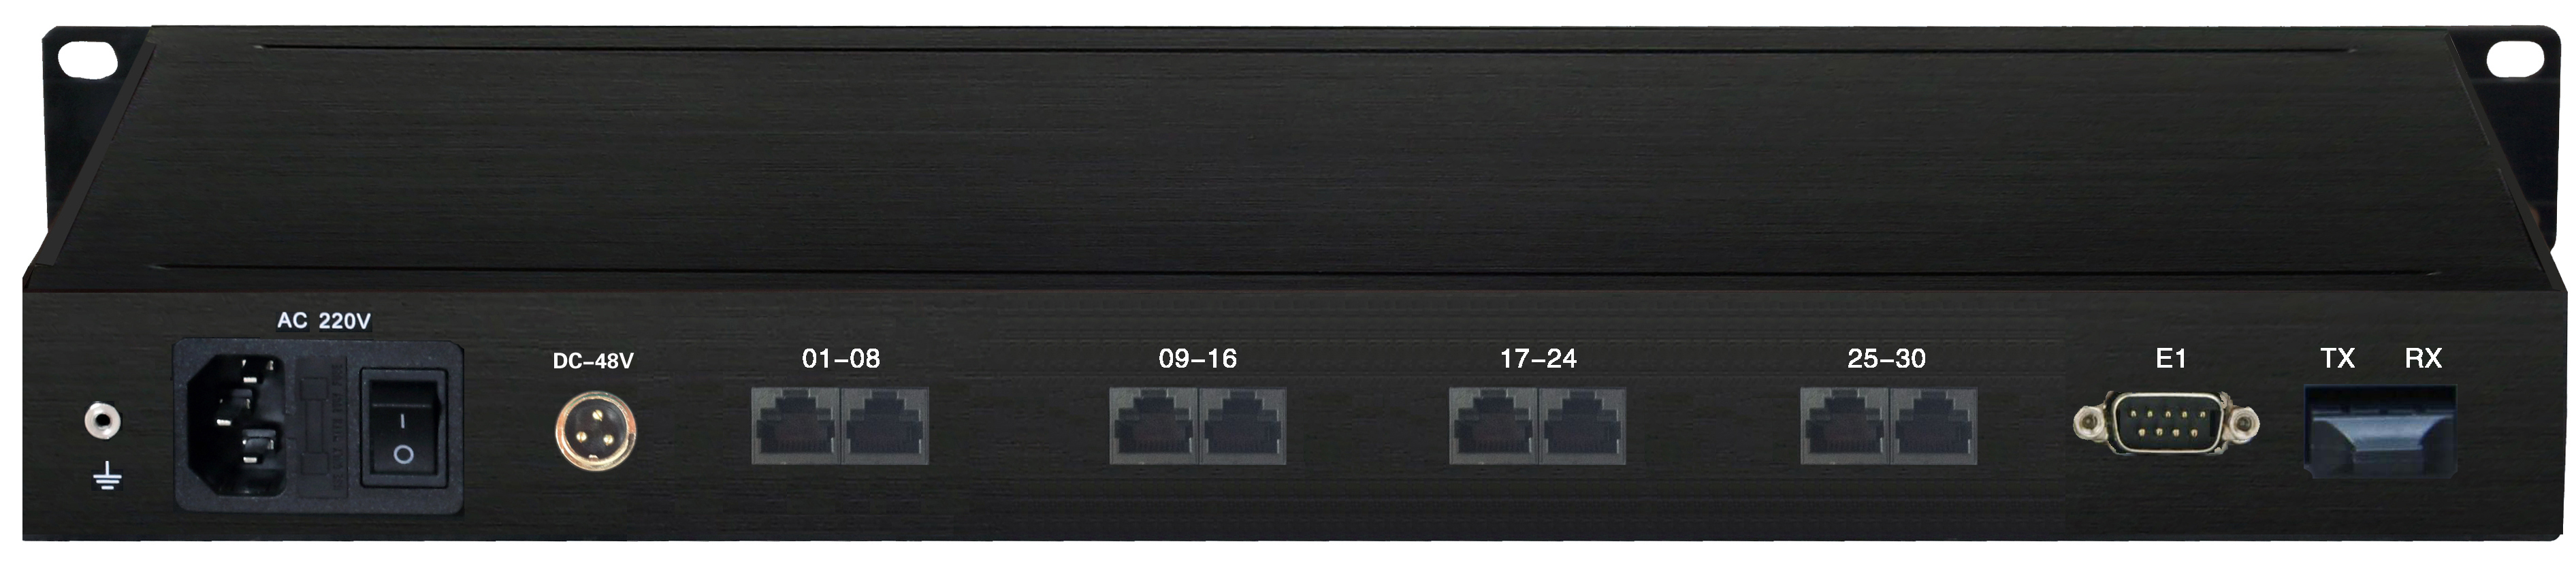 AC 220V
DC-48V
01-08
09-16
17-24
25-30
E1
TX
RX